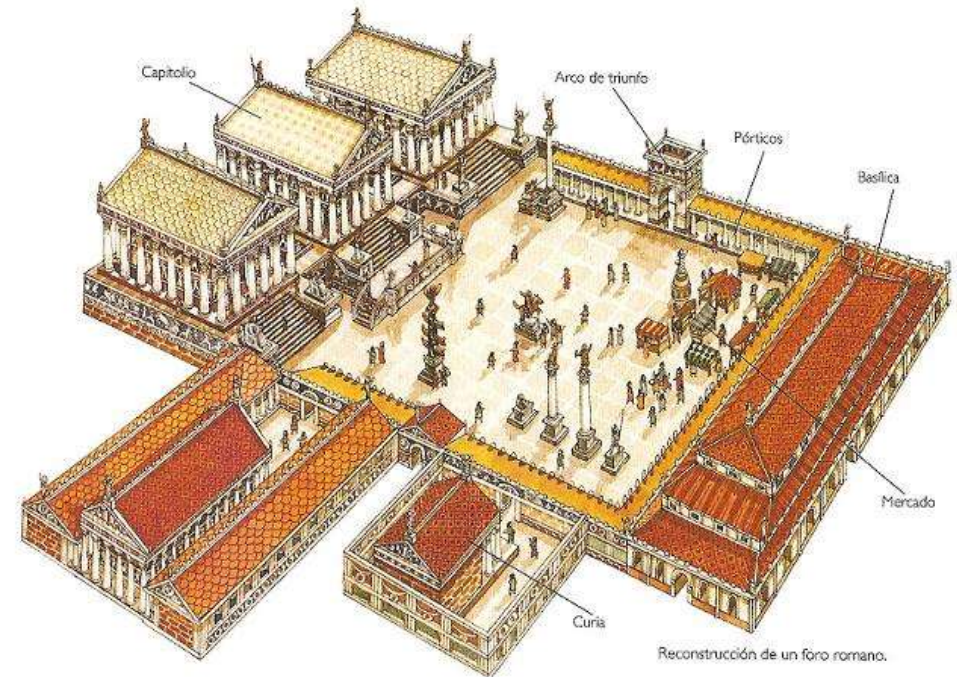 Capitolio
Arco de triunfo
Pórticos
Basílica
Mercado
Curia
Reconstrucción de un foro romano.